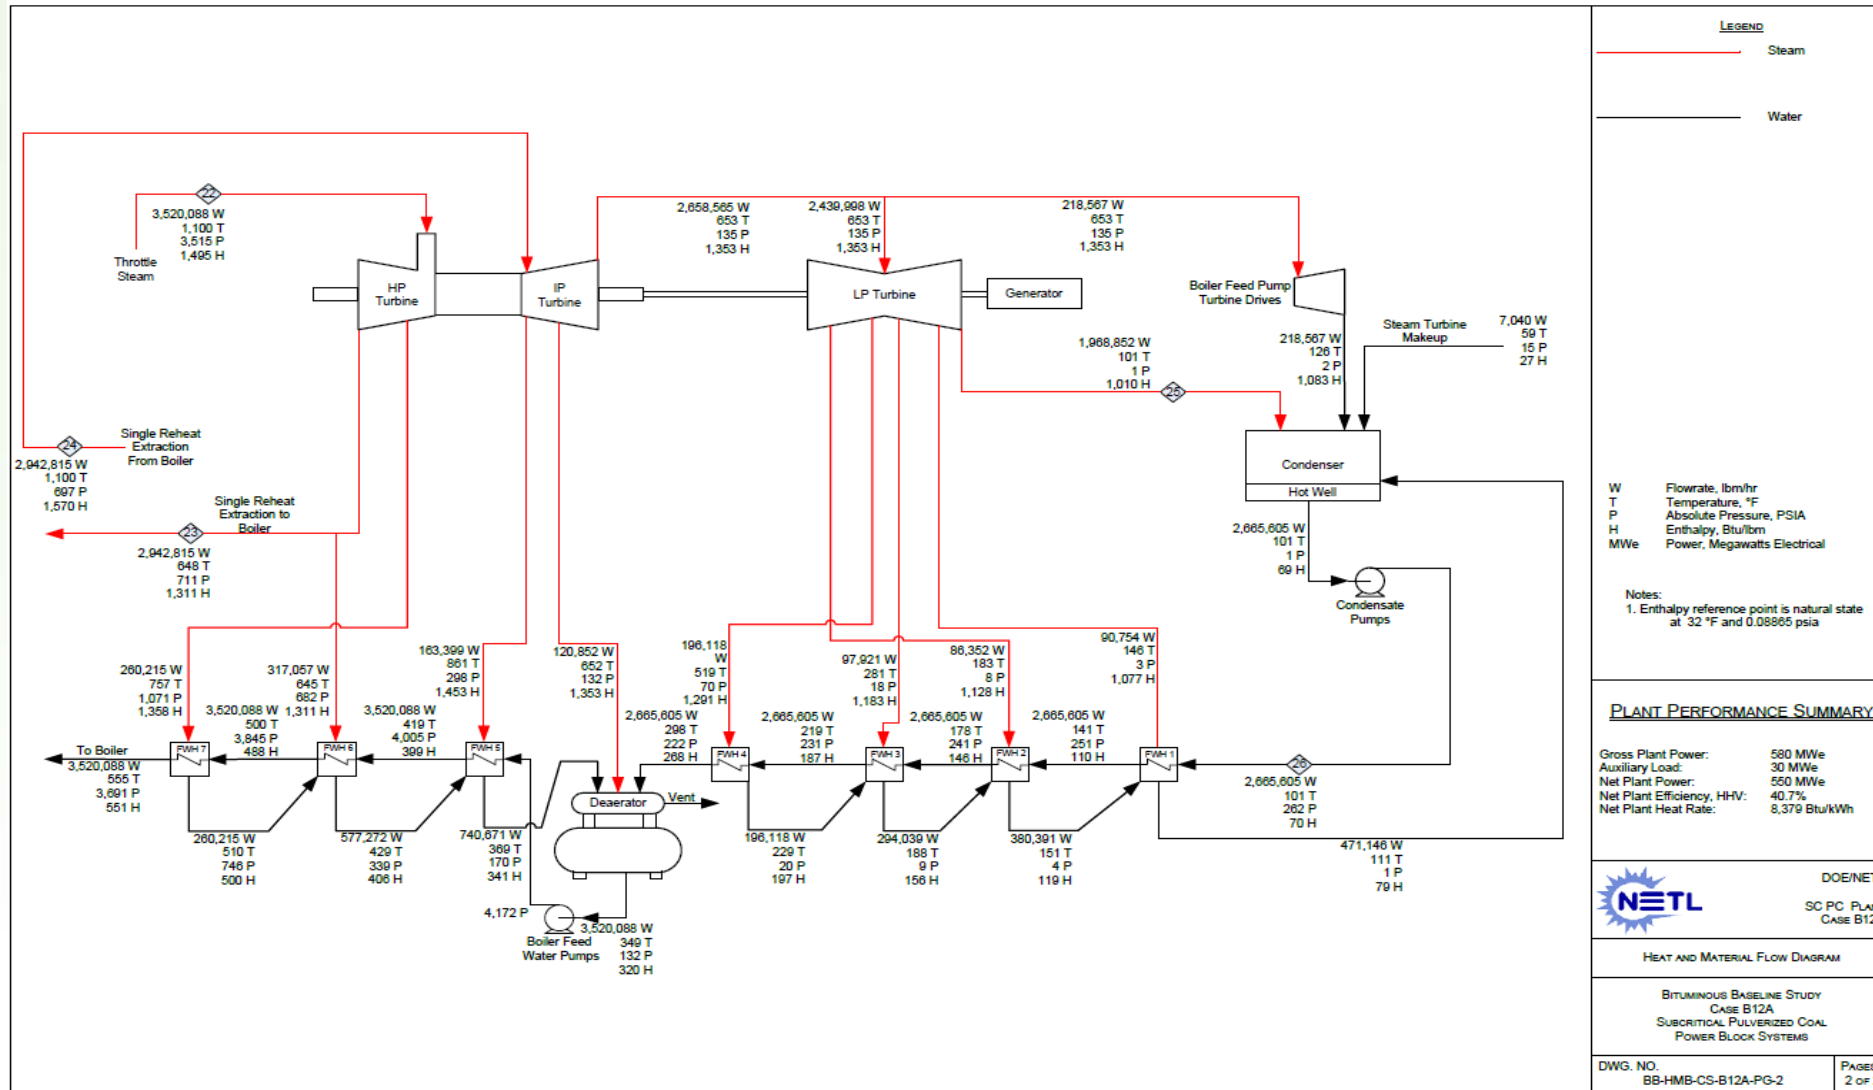 22
3,520,088 W
1,100 T
3,515 P
1,495 H
Throttle
Steam
HP
Turbine
IP
Turbine
2,658,565 W
653 T
135 P
1,353 H
2,439,998 W
653 T
135 P
1,353 H
218,567 W
653 T
135 P
1,353 H
LP Turbine
Generator
Boiler Feed Pump
Turbine Drives
218,567 W
126 T
2 P
1,083 H
Steam Turbine
Makeup
7,040 W
59 T
15 P
27 H
1,968,852 W
101 T
1 P
1,010 H
25
Condenser
Hot Well
24
Single Reheat
Extraction
From Boiler
2,942,815 W
1,100 T
697 P
1,570 H
Single Reheat
Extraction to
Boiler
23
2,942,815 W
648 T
711 P
1,311 H
2,665,605 W
101 T
1 P
69 H
Condensate
Pumps
260,215 W
757 T
1,071 P
1,358 H
317,057 W
645 T
682 P
1,311 H
163,399 W
861 T
298 P
1,453 H
120,852 W
652 T
132 P
1,353 H
196,118
W
519 T
70 P
1,291 H
97,921 W
281 T
18 P
1,183 H
86,352 W
183 T
8 P
1,128 H
90,754 W
146 T
3 P
1,077 H
3,520,088 W
500 T
3,845 P
488 H
3,520,088 W
419 T
4,005 P
399 H
2,665,605 W
298 T
222 P
268 H
2,665,605 W
219 T
231 P
187 H
2,665,605 W
178 T
241 P
146 H
2,665,605 W
141 T
251 P
110 H
To Boiler
3,520,088 W
555 T
3,691 P
551 H
FWH 7
FWH 6
FWH 5
Deaerator
Vent
FWH 4
FWH 3
FWH 2
FWH 1
26
2,665,605 W
101 T
262 P
70 H
260,215 W
510 T
746 P
500 H
577,272 W
429 T
339 P
406 H
740,671 W
369 T
170 P
341 H
196,118 W
229 T
20 P
197 H
294,039 W
188 T
9 P
156 H
380,391 W
151 T
4 P
119 H
471,146 W
111 T
1 P
79 H
4,172 P
Boiler Feed
Water Pumps
3,520,088 W
349 T
132 P
320 H
LEGEND
Steam
Water
W Flowrate, lbm/hr
T Temperature, °F
P Absolute Pressure, PSIA
H Enthalpy, Btu/lbm
MWe Power, Megawatts Electrical
Notes:
1. Enthalpy reference point is natural state
at 32 °F and 0.08865 psia
PLANT PERFORMANCE SUMMARY
Gross Plant Power: 580 MWe
Auxiliary Load: 30 MWe
Net Plant Power: 550 MWe
Net Plant Efficiency, HHV: 40.7%
Net Plant Heat Rate: 8,379 Btu/kWh
NETL
DOE/NET
SC PC PLA
CASE B12
HEAT AND MATERIAL FLOW DIAGRAM
BITUMINOUS BASELINE STUDY
CASE B12A
SUBCRITICAL PULVERIZED COAL
POWER BLOCK SYSTEMS
DWG. NO.
BB-HMB-CS-B12A-PG-2
PAGE
2 OF